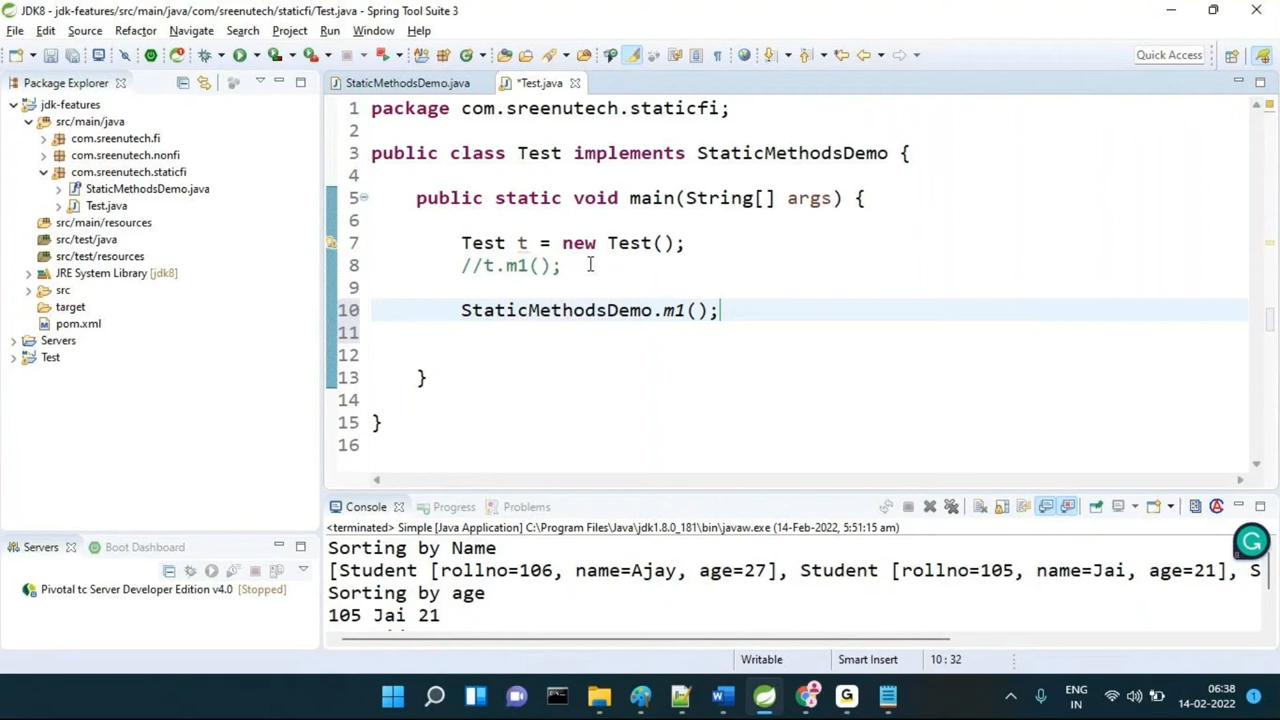 JDK8 - jdk-features/src/main/java/com/sreenutech/staticfi/Test.java - Spring Tool Suite 3
File Edit Source Refactor Navigate Search Project Run Window Help
Quick Access
Package Explorer
jdk-features
src/main/java
com.sreenutech.fi
com.sreenutech.nonfi
com.sreenutech.staticfi
StaticMethodsDemo.java
Test.java
src/main/resources
src/test/java
src/test/resources
JRE System Library [jdk8]
src
target
pom.xml
Servers
Test
StaticMethodsDemo.java *Test.java
1 package com.sreenutech.staticfi;
2
3 public class Test implements StaticMethodsDemo {
4
5 public static void main(String[] args) {
6
7 Test t = new Test();
8 //t.m1();
9
10 StaticMethodsDemo.m1();
11
12
13 }
14
15 }
16
Servers Boot Dashboard
Pivotal tc Server Developer Edition v4.0 [Stopped]
Console Progress Problems
<terminated> Simple [Java Application] C:\Program Files\Java\jdk1.8.0_181\bin\javaw.exe (14-Feb-2022, 5:51:15 am)
Sorting by Name
[Student [rollno=106, name=Ajay, age=27], Student [rollno=105, name=Jai, age=21], S
Sorting by age
105 Jai 21
Writable Smart Insert 10 : 32
ENG
IN
06:38
14-02-2022